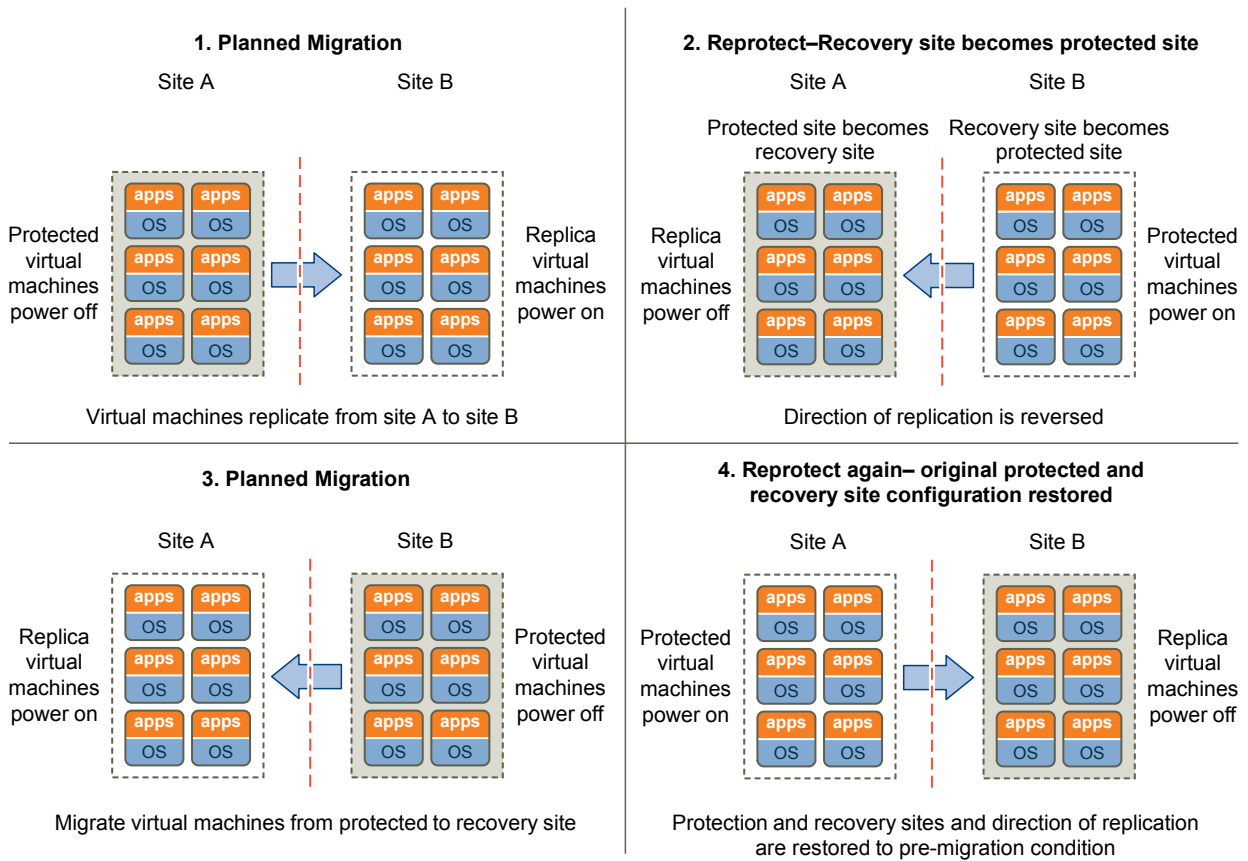 1. Planned Migration
Site A
Site B
Protected
virtual
machines
power off
apps apps
OS OS
apps apps
OS OS
apps apps
OS OS
apps apps
OS OS
apps apps
OS OS
apps apps
OS OS
Replica
virtual
machines
power on
Virtual machines replicate from site A to site B
2. Reprotect–Recovery site becomes protected site
Site A
Site B
Protected site becomes
recovery site
Recovery site becomes
protected site
Replica
virtual
machines
power off
apps apps
OS OS
apps apps
OS OS
apps apps
OS OS
apps apps
OS OS
apps apps
OS OS
apps apps
OS OS
Protected
virtual
machines
power on
Direction of replication is reversed
3. Planned Migration
Site A
Site B
Replica
virtual
machines
power on
apps apps
OS OS
apps apps
OS OS
apps apps
OS OS
apps apps
OS OS
apps apps
OS OS
apps apps
OS OS
Protected
virtual
machines
power off
Migrate virtual machines from protected to recovery site
4. Reprotect again– original protected and
recovery site configuration restored
Site A
Site B
Protected
virtual
machines
power on
apps apps
OS OS
apps apps
OS OS
apps apps
OS OS
apps apps
OS OS
apps apps
OS OS
apps apps
OS OS
Replica
virtual
machines
power off
Protection and recovery sites and direction of replication
are restored to pre-migration condition